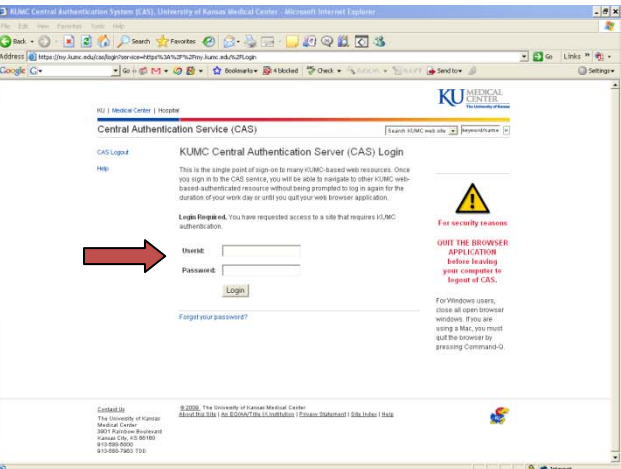 KUMC Central Authentication System (CAS), University of Kansas Medical Center - Microsoft Internet Explorer
File Edit View Favorites Tools Help
Back Search Favorites
Address https://my.kumc.edu/cas/login?service=https%3A%2F%2Fmy.kumc.edu%2Flogin Go Links
Google G Go Bookmarks 4 blocked Check Send to Settings
KU MEDICAL CENTER
The University of Kansas
KU | Medical Center | Hospital
Central Authentication Service (CAS)
Search KUMC web site keyword/name
CAS Logout
Help
KUMC Central Authentication Server (CAS) Login
This is the single point of sign-on to many KUMC-based web resources. Once
you sign in to the CAS service, you will be able to navigate to other KUMC web-
based-authenticated resource without being prompted to log in again for the
duration of your work day or until you quit your web browser application.
Login Required. You have requested access to a site that requires KUMC
authentication.
Userid:
Password:
Login
Forgot your password?
For security reasons
QUIT THE BROWSER
APPLICATION
before leaving
your computer to
logout of CAS.
For Windows users,
close all open browser
windows. If you are
using a Mac, you must
quit the browser by
pressing Command-Q.
Contact Us
The University of Kansas
Medical Center
3901 Rainbow Boulevard
Kansas City, KS 66160
913-588-5000
913-588-7963 TDD
© 2009 The University of Kansas Medical Center
About this Site | An EO/AA/Title IX Institution | Privacy Statement | Site Index | Help
Internet